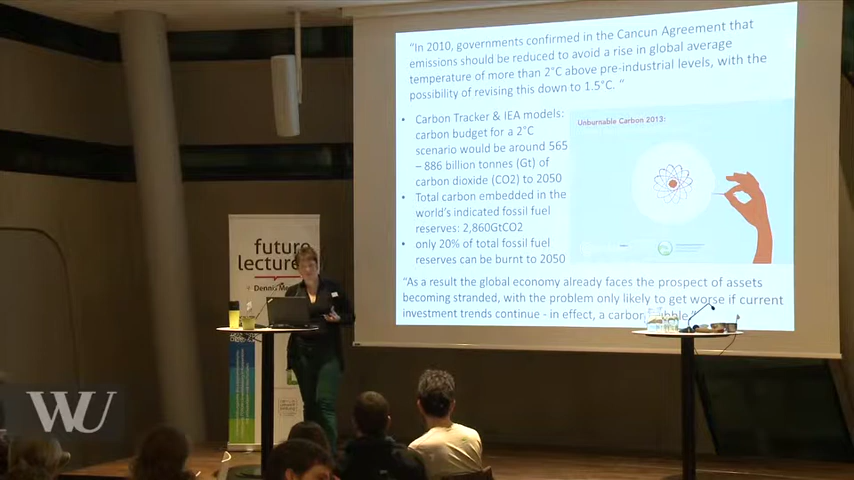 "In 2010, governments confirmed in the Cancun Agreement that
emissions should be reduced to avoid a rise in global average
temperature of more than 2°C above pre-industrial levels, with the
possibility of revising this down to 1.5°C. "
• Carbon Tracker & IEA models:
carbon budget for a 2°C
scenario would be around 565
– 886 billion tonnes (Gt) of
carbon dioxide (CO2) to 2050
• Total carbon embedded in the
world's indicated fossil fuel
reserves: 2,860GtCO2
• only 20% of total fossil fuel
reserves can be burnt to 2050
Unburnable Carbon 2013:
"As a result the global economy already faces the prospect of assets
becoming stranded, with the problem only likely to get worse if current
investment trends continue - in effect, a carbon
future
Dennis
WU